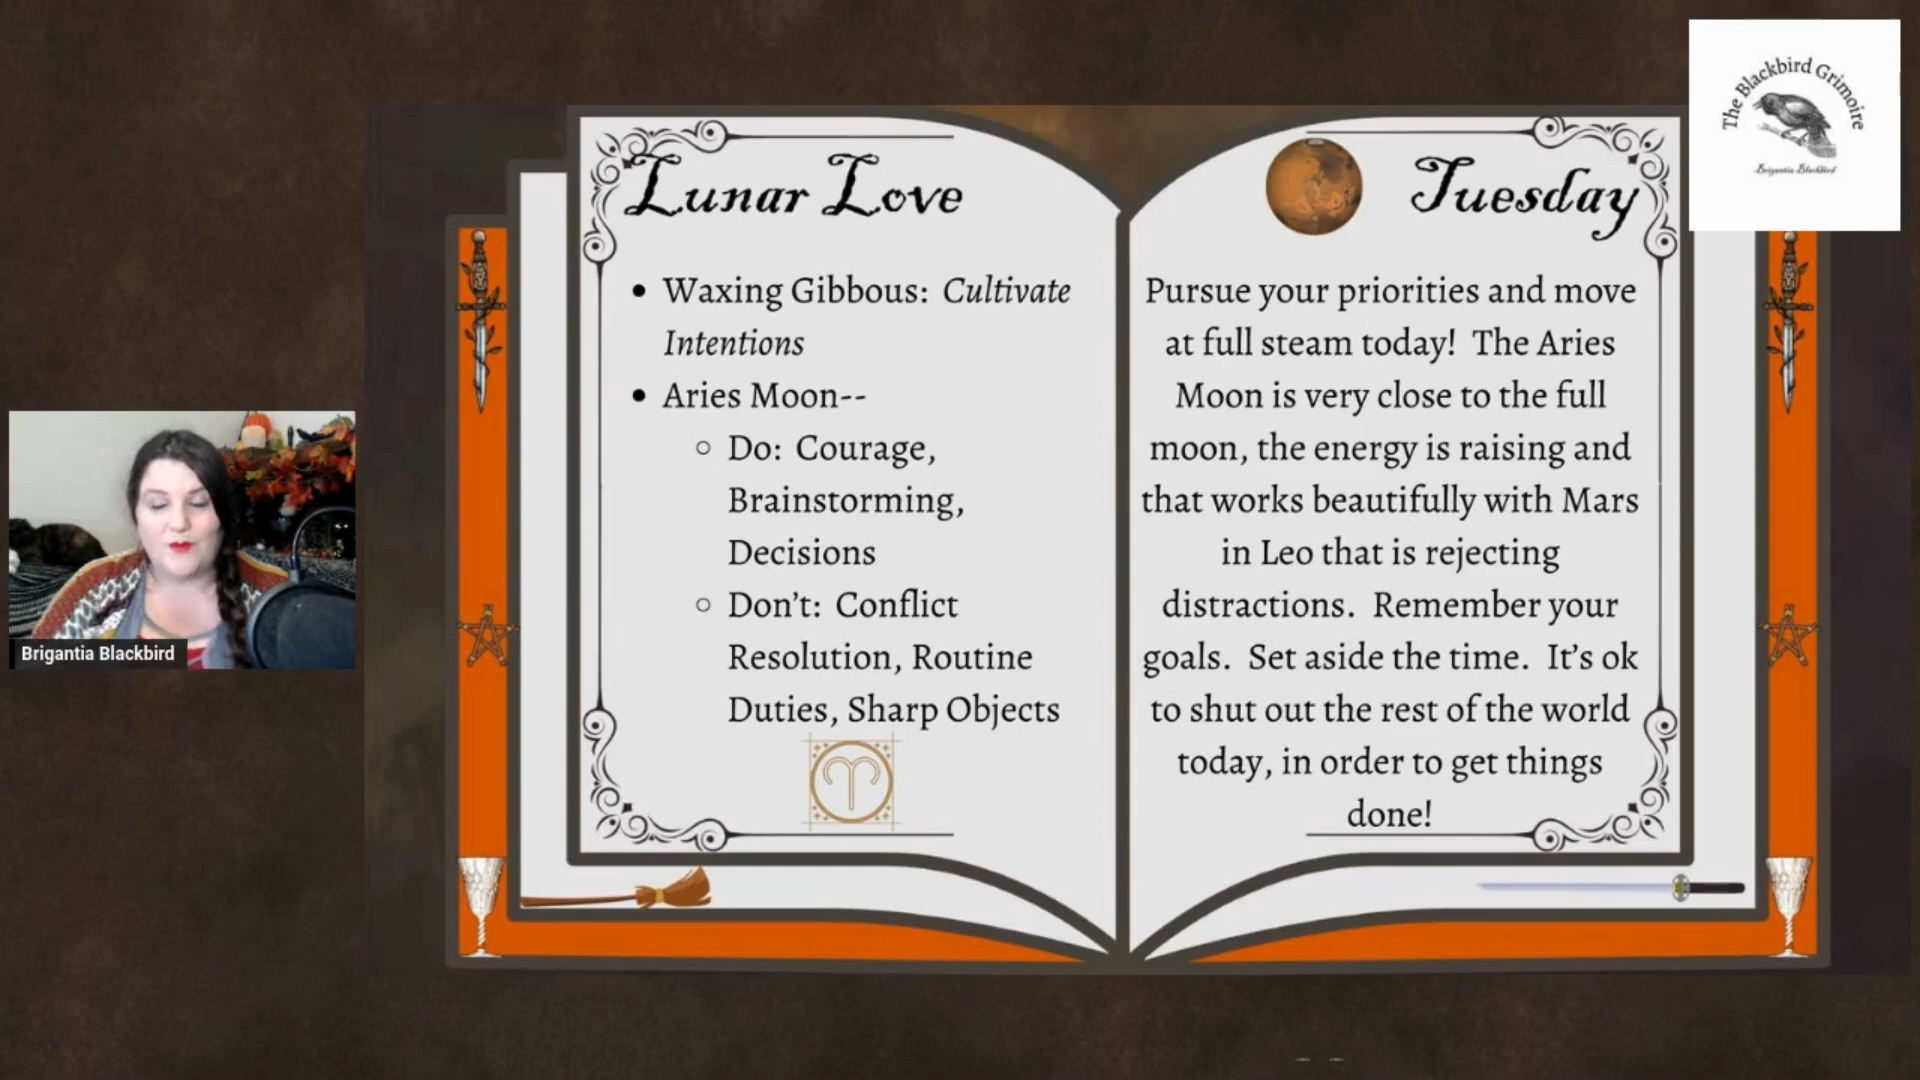 The Blackbird Grimoire
Brigantia Blackbird
Lunar Love
Tuesday
• Waxing Gibbous: Cultivate
Intentions
• Aries Moon--
○ Do: Courage,
Brainstorming,
Decisions
○ Don't: Conflict
Resolution, Routine
Duties, Sharp Objects
Pursue your priorities and move
at full steam today! The Aries
Moon is very close to the full
moon, the energy is raising and
that works beautifully with Mars
in Leo that is rejecting
distractions. Remember your
goals. Set aside the time. It's ok
to shut out the rest of the world
today, in order to get things
done!
Brigantia Blackbird